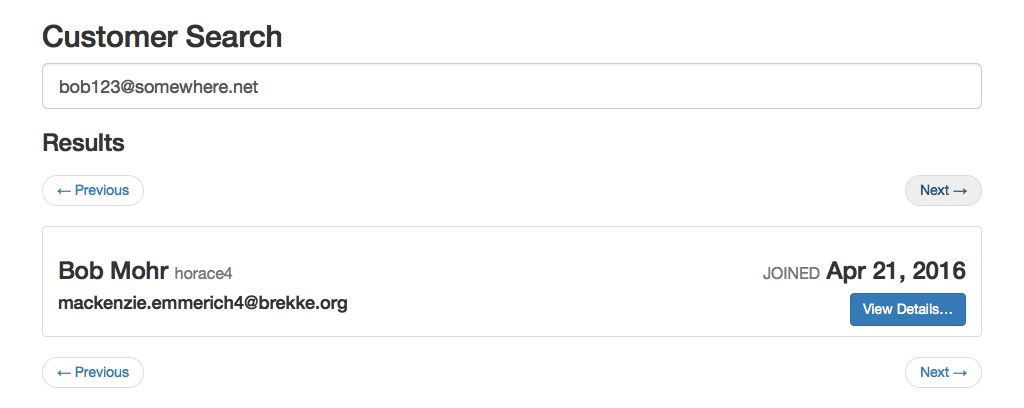 Customer Search
bob123@somewhere.net
Results
← Previous Next →
Bob Mohr horace4 JOINED Apr 21, 2016
mackenzie.emmerich4@brekke.org View Details...
← Previous Next →